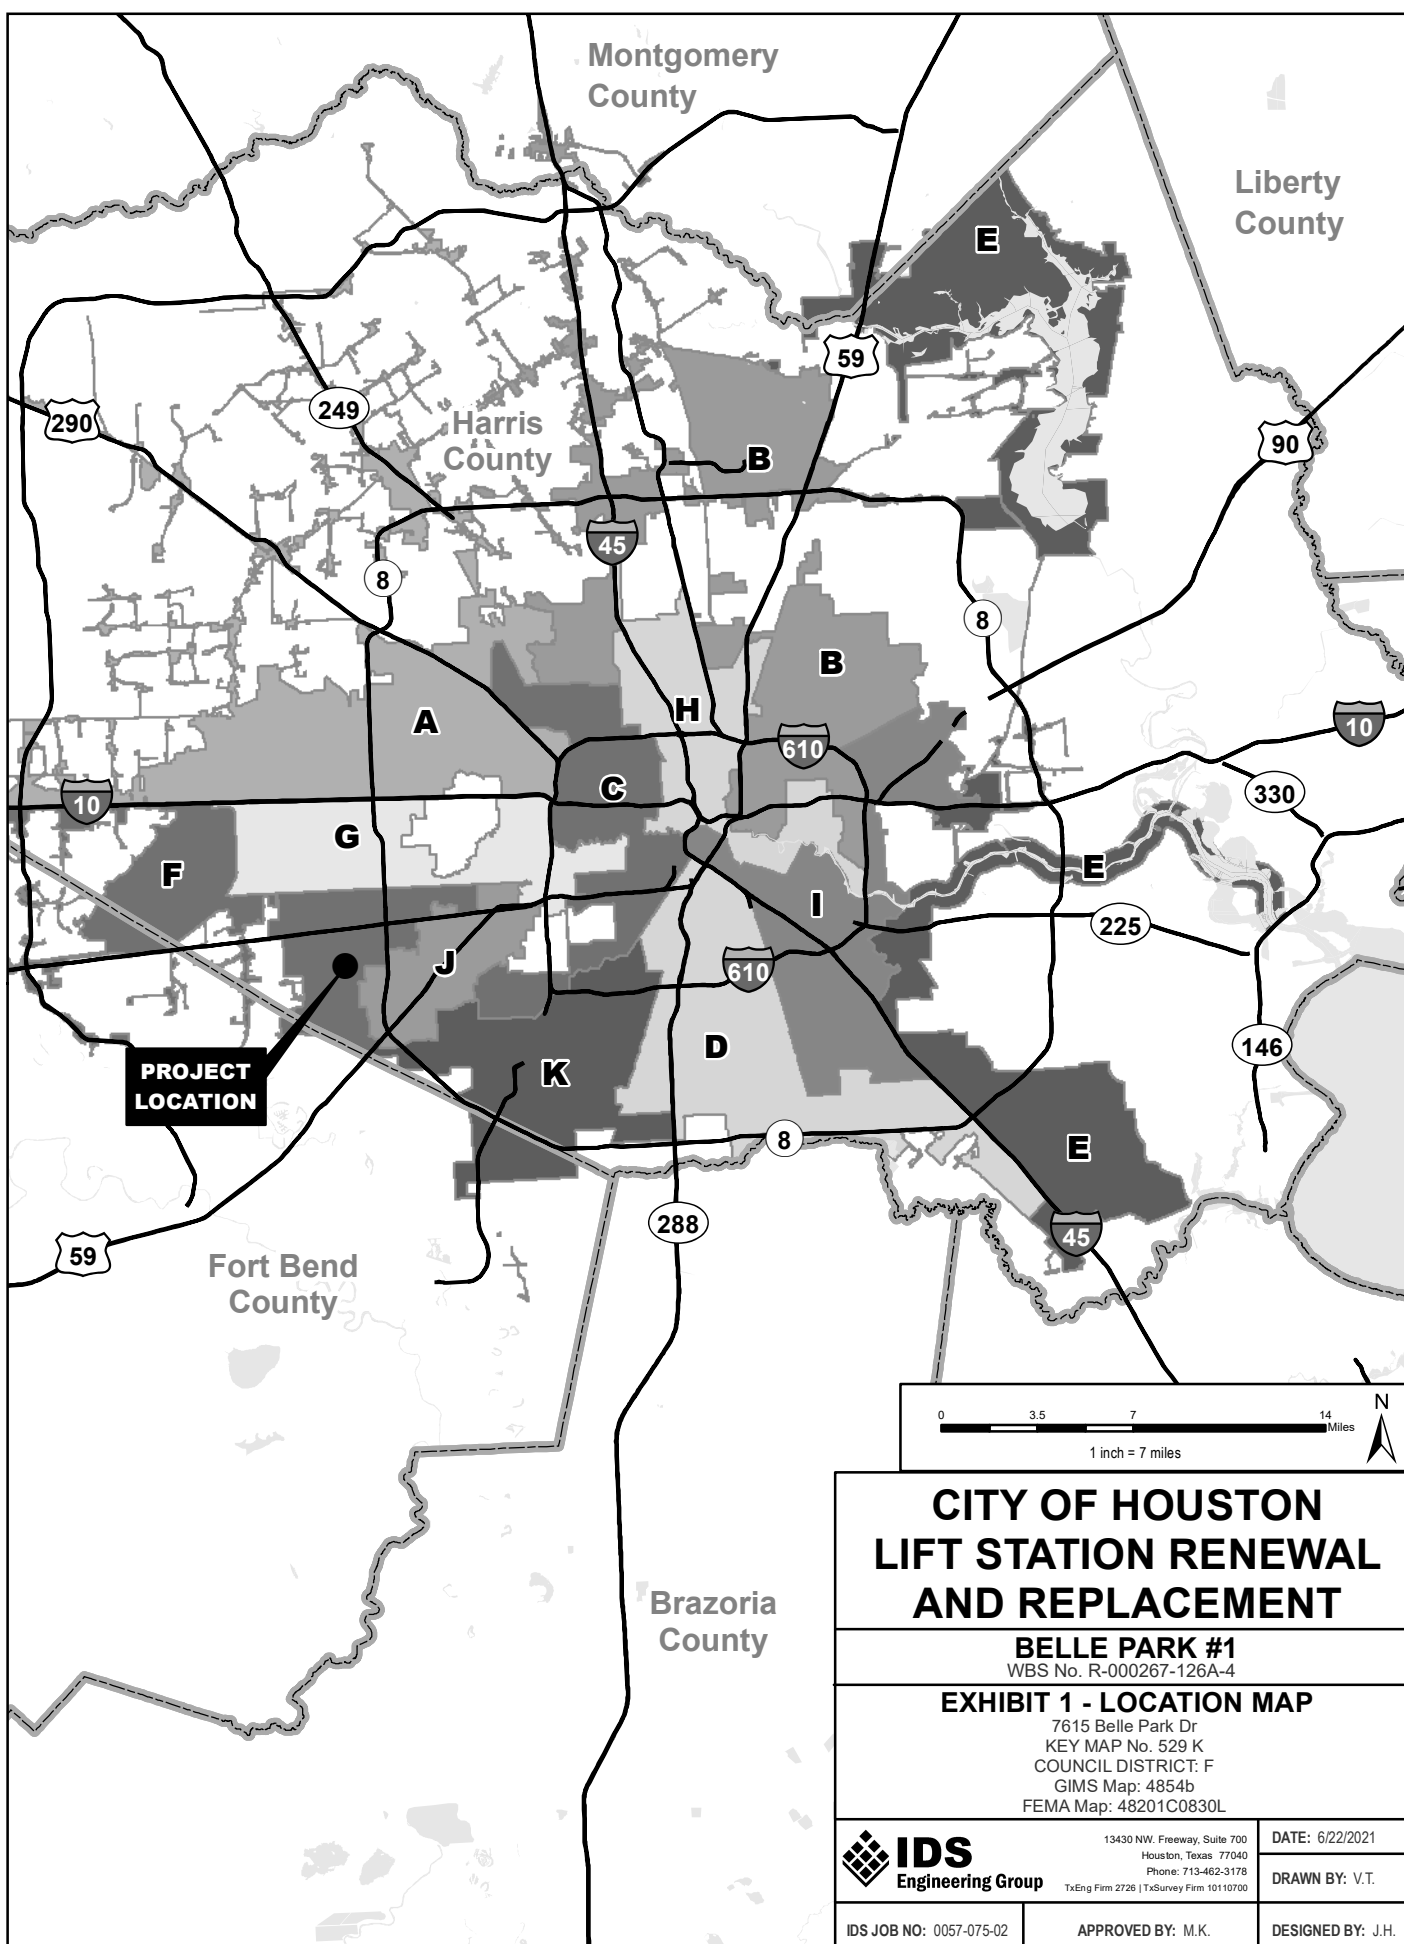 Montgomery
County
Liberty
County
E
59
290
249
Harris
County
B
90
45
8
8
B
H
A
610
10
C
10
330
G
F
E
I
225
J
610
D
146
K
PROJECT
LOCATION
8
E
288
45
59
Fort Bend
County
0 3.5 7 14
Miles
N
1 inch = 7 miles
CITY OF HOUSTON
LIFT STATION RENEWAL
AND REPLACEMENT
Brazoria
County
BELLE PARK #1
WBS No. R-000267-126A-4
EXHIBIT 1 - LOCATION MAP
7615 Belle Park Dr
KEY MAP No. 529 K
COUNCIL DISTRICT: F
GIMS Map: 4854b
FEMA Map: 48201C0830L
IDS
Engineering Group
13430 NW. Freeway, Suite 700
Houston, Texas 77040
Phone: 713-462-3178
TxEng Firm 2726 | TxSurvey Firm 10110700
DATE: 6/22/2021
DRAWN BY: V.T.
IDS JOB NO: 0057-075-02
APPROVED BY: M.K.
DESIGNED BY: J.H.